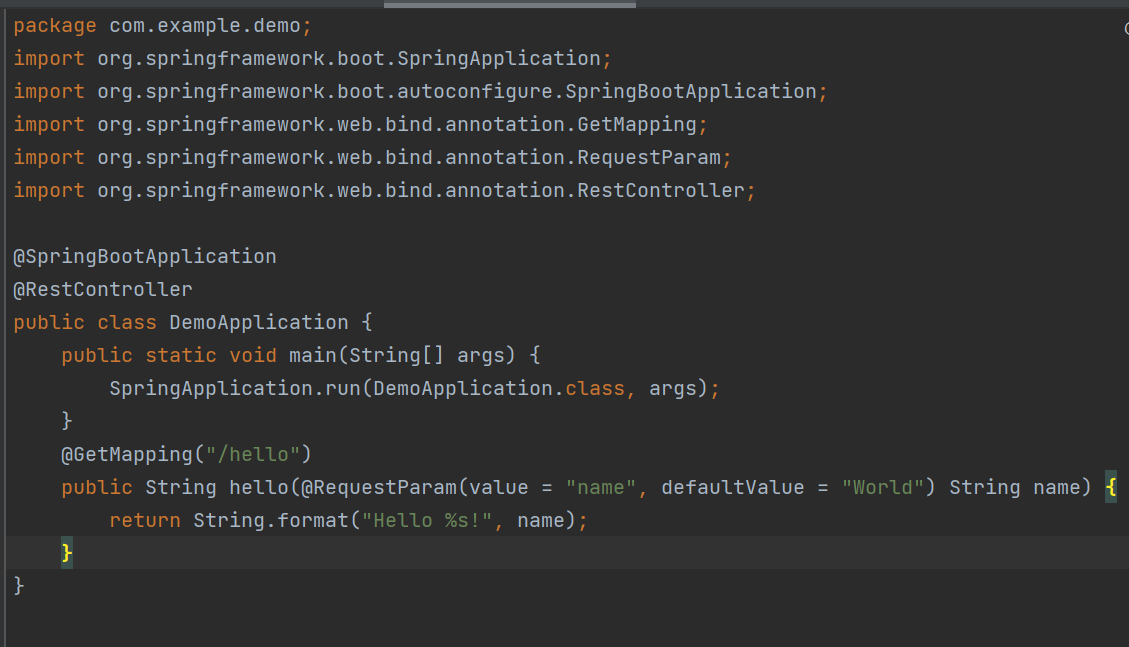 package com.example.demo;
import org.springframework.boot.SpringApplication;
import org.springframework.boot.autoconfigure.SpringBootApplication;
import org.springframework.web.bind.annotation.GetMapping;
import org.springframework.web.bind.annotation.RequestParam;
import org.springframework.web.bind.annotation.RestController;

@SpringBootApplication
@RestController
public class DemoApplication {
    public static void main(String[] args) {
        SpringApplication.run(DemoApplication.class, args);
    }
    @GetMapping("/hello")
    public String hello(@RequestParam(value = "name", defaultValue = "World") String name) {
        return String.format("Hello %s!", name);
    }
}